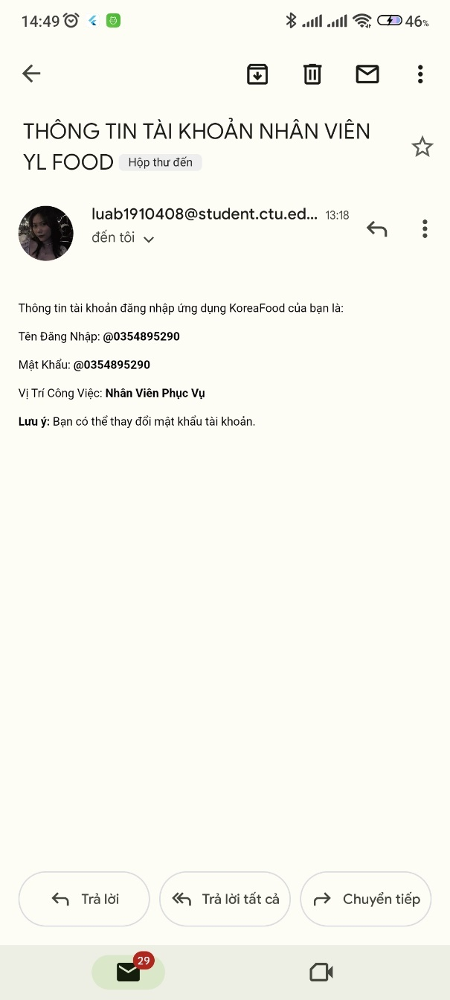 14:49
46%
THÔNG TIN TÀI KHOẢN NHÂN VIÊN
YL FOOD Hộp thư đến
luab1910408@student.ctu.ed... 13:18
đến tôi
Thông tin tài khoản đăng nhập ứng dụng KoreaFood của bạn là:
Tên Đăng Nhập: @0354895290
Mật Khẩu: @0354895290
Vị Trí Công Việc: Nhân Viên Phục Vụ
Lưu ý: Bạn có thể thay đổi mật khẩu tài khoản.
Trả lời
Trả lời tất cả
Chuyển tiếp
29